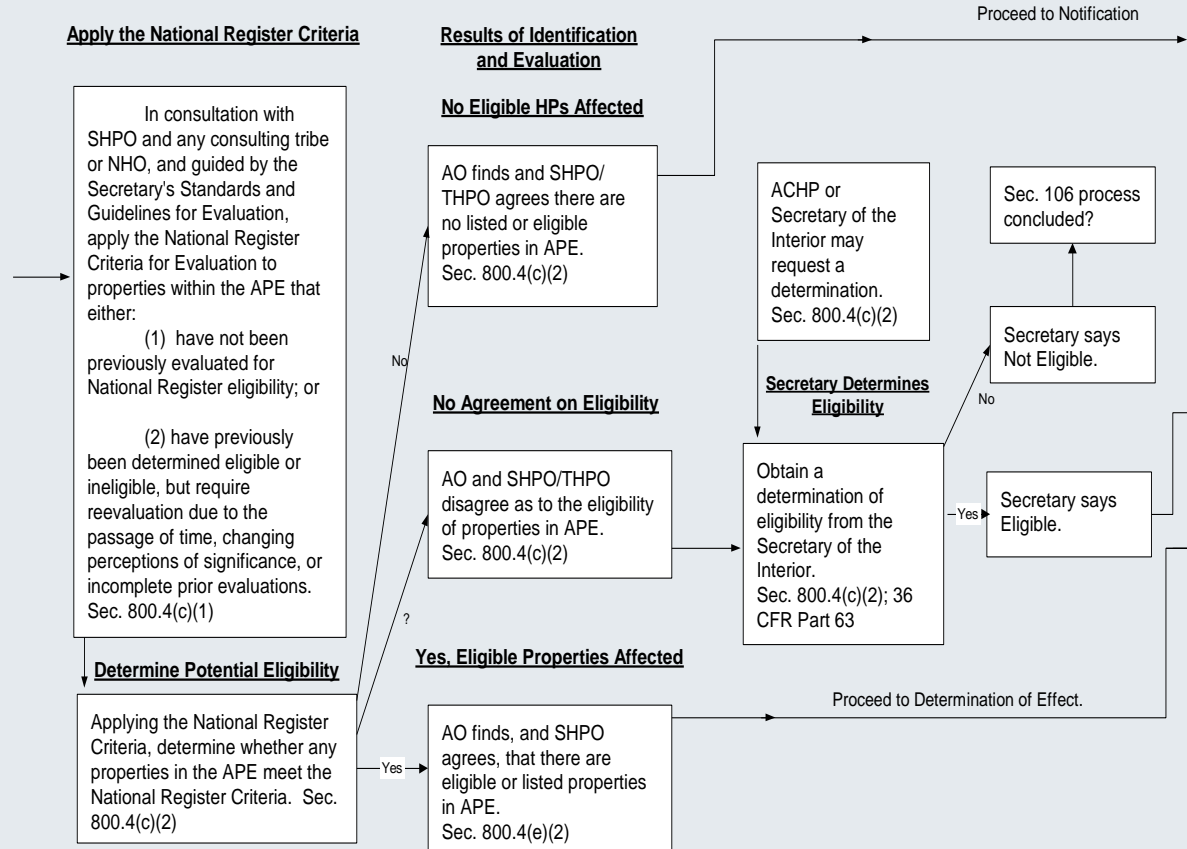 Proceed to Notification
Apply the National Register Criteria
Results of Identification
and Evaluation
No Eligible HPs Affected
In consultation with
SHPO and any consulting tribe
or NHO, and guided by the
Secretary's Standards and
Guidelines for Evaluation,
apply the National Register
Criteria for Evaluation to
properties within the APE that
either:
(1) have not been
previously evaluated for
National Register eligibility; or
(2) have previously
been determined eligible or
ineligible, but require
reevaluation due to the
passage of time, changing
perceptions of significance, or
incomplete prior evaluations.
Sec. 800.4(c)(1)
Determine Potential Eligibility
Applying the National Register
Criteria, determine whether any
properties in the APE meet the
National Register Criteria. Sec.
800.4(c)(2)
No
?
Yes
AO finds and SHPO/
THPO agrees there are
no listed or eligible
properties in APE.
Sec. 800.4(c)(2)
No Agreement on Eligibility
AO and SHPO/THPO
disagree as to the eligibility
of properties in APE.
Sec. 800.4(c)(2)
Yes, Eligible Properties Affected
AO finds, and SHPO
agrees, that there are
eligible or listed properties
in APE.
Sec. 800.4(e)(2)
ACHP or
Secretary of the
Interior may
request a
determination.
Sec. 800.4(c)(2)
Secretary Determines
Eligibility
Obtain a
determination of
eligibility from the
Secretary of the
Interior.
Sec. 800.4(c)(2); 36
CFR Part 63
Sec. 106 process
concluded?
Secretary says
Not Eligible.
No
Yes
Secretary says
Eligible.
Proceed to Determination of Effect.